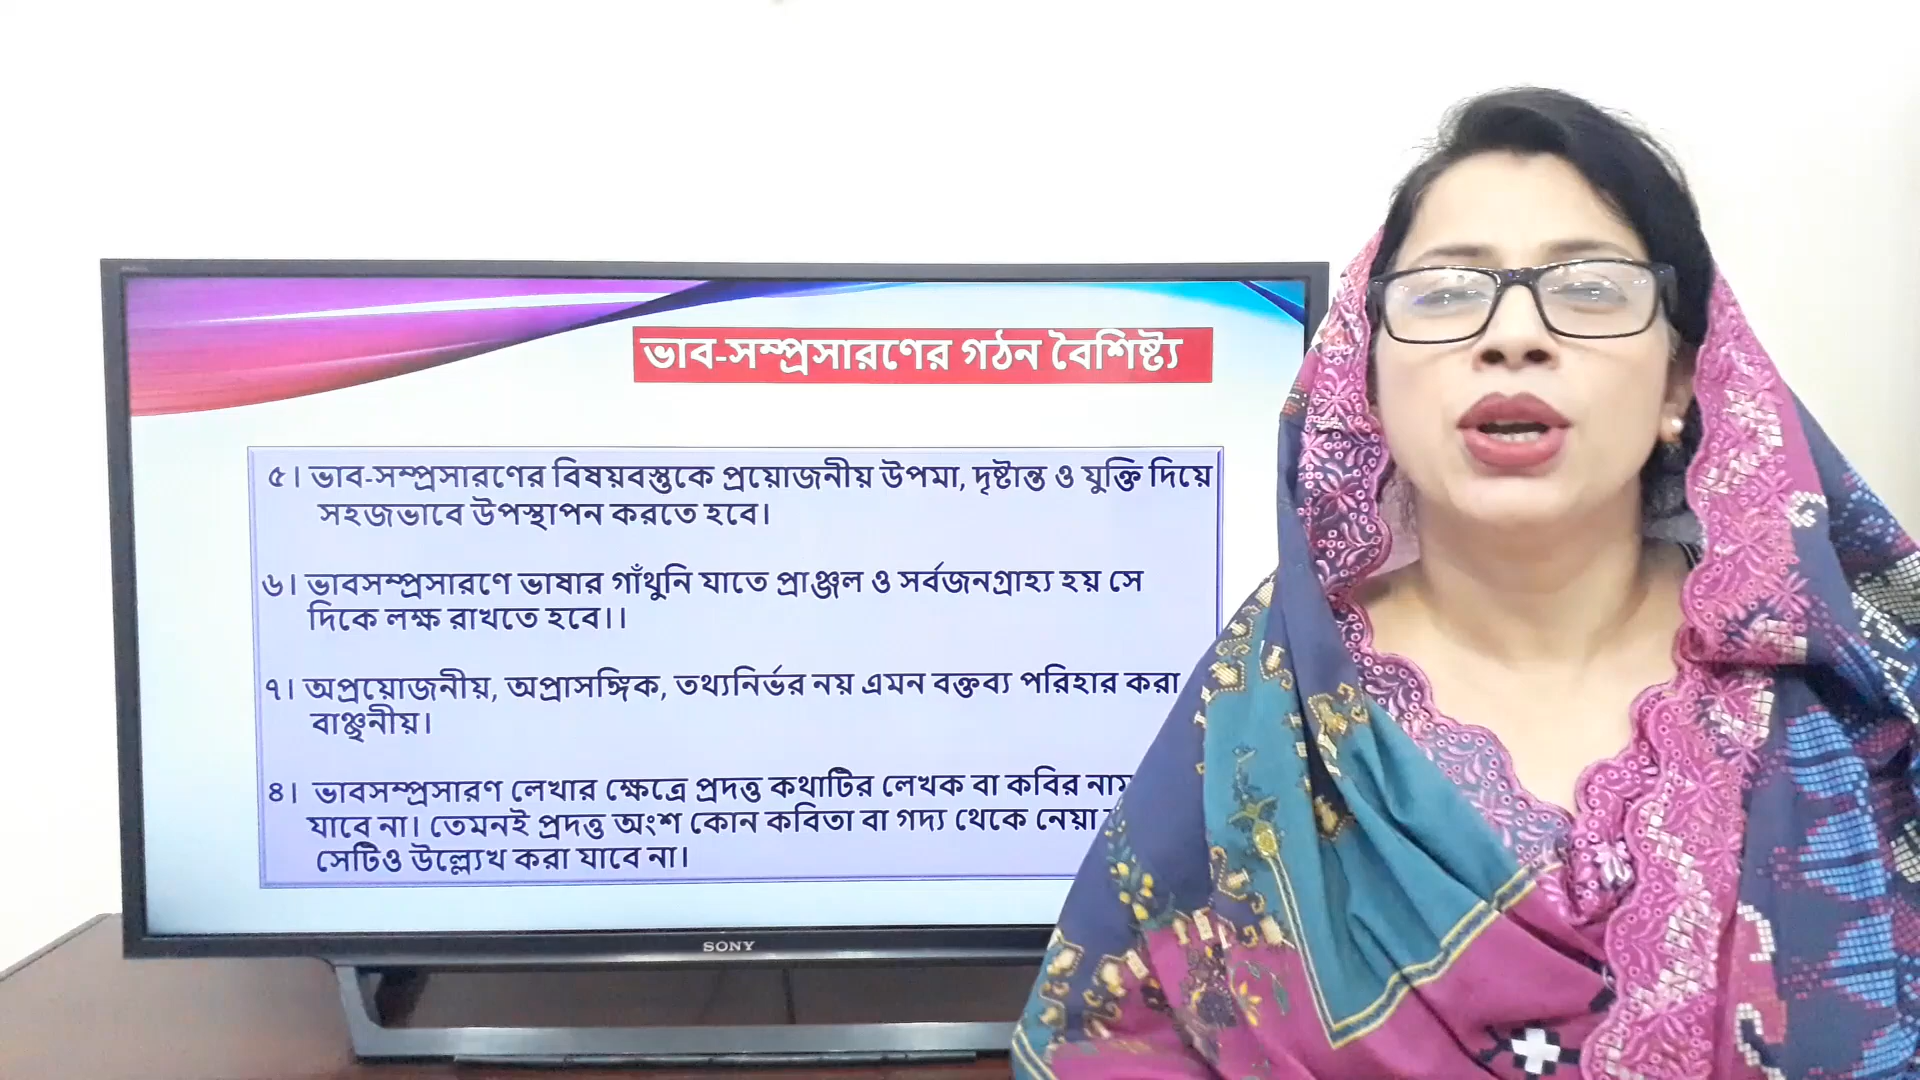 ভাব-সম্প্রসারণের গঠন বৈশিষ্ট্য
৫। ভাব-সম্প্রসারণের বিষয়বস্তুকে প্রয়োজনীয় উপমা, দৃষ্টান্ত ও যুক্তি দিয়ে
সহজভাবে উপস্থাপন করতে হবে।
৬। ভাবসম্প্রসারণে ভাষার গাঁথুনি যাতে প্রাঞ্জল ও সর্বজনগ্রাহ্য হয় সে
দিকে লক্ষ রাখতে হবে।।
৭। অপ্রয়োজনীয়, অপ্রাসঙ্গিক, তথ্যনির্ভর নয় এমন বক্তব্য পরিহার করা
বাঞ্ছনীয়।
৪। ভাবসম্প্রসারণ লেখার ক্ষেত্রে প্রদত্ত কথাটির লেখক বা কবির নাম
যাবে না। তেমনই প্রদত্ত অংশ কোন কবিতা বা গদ্য থেকে নেয়া
সেটিও উল্ল্যেখ করা যাবে না।
SONY